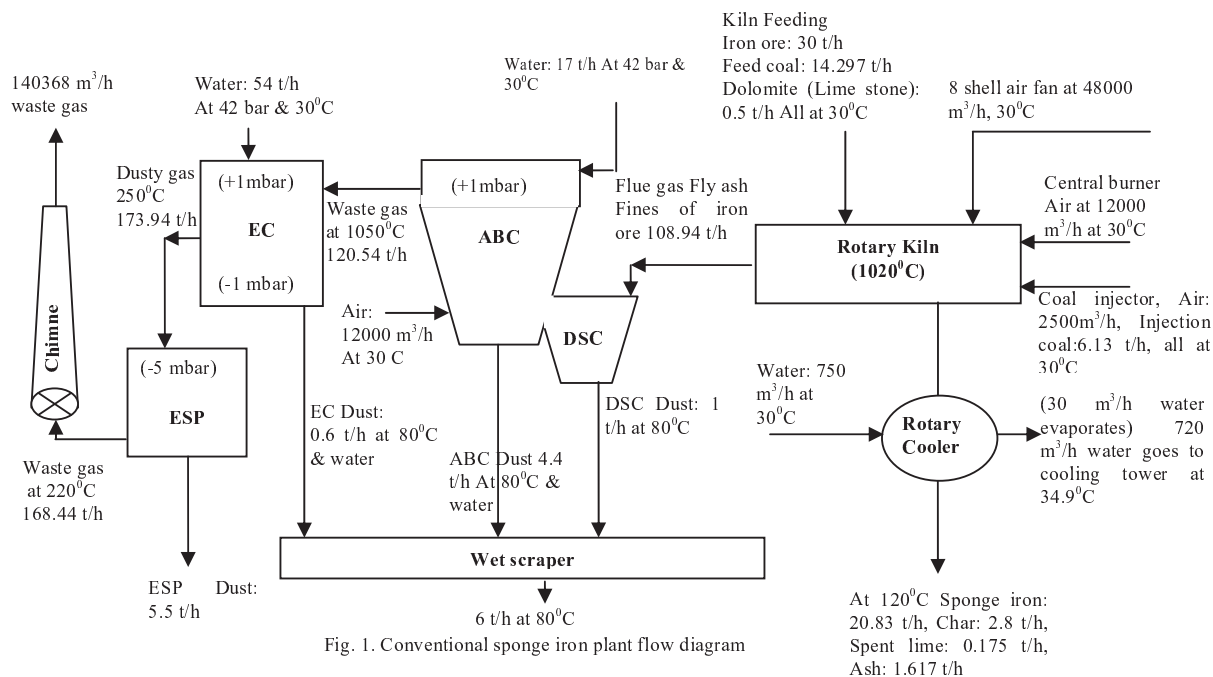 Kiln Feeding
Iron ore: 30 t/h
Feed coal: 14.297 t/h
Dolomite (Lime stone):
0.5 t/h All at 30⁰C
8 shell air fan at 48000
m³/h, 30⁰C
Water: 17 t/h At 42 bar &
30⁰C
140368 m³/h
waste gas
Water: 54 t/h
At 42 bar & 30⁰C
Dusty gas
250⁰C
173.94 t/h
(+1mbar)
EC
(-1 mbar)
Waste gas
at 1050⁰C
120.54 t/h
(+1mbar)
ABC
Flue gas Fly ash
Fines of iron
ore 108.94 t/h
Central burner
Air at 12000
m³/h at 30⁰C
Rotary Kiln
(1020⁰C)
Coal injector, Air:
2500m³/h, Injection
coal:6.13 t/h, all at
30⁰C
Air:
12000 m³/h
At 30 C
DSC
Chimne
(-5 mbar)
ESP
Water: 750
m³/h at
30⁰C
Rotary
Cooler
(30 m³/h water
evaporates) 720
m³/h water goes to
cooling tower at
34.9⁰C
EC Dust:
0.6 t/h at 80⁰C
& water
ABC Dust 4.4
t/h At 80⁰C &
water
DSC Dust: 1
t/h at 80⁰C
Waste gas
at 220⁰C
168.44 t/h
Wet scraper
ESP Dust:
5.5 t/h
6 t/h at 80⁰C
At 120⁰C Sponge iron:
20.83 t/h, Char: 2.8 t/h,
Spent lime: 0.175 t/h,
Ash: 1.617 t/h
Fig. 1. Conventional sponge iron plant flow diagram